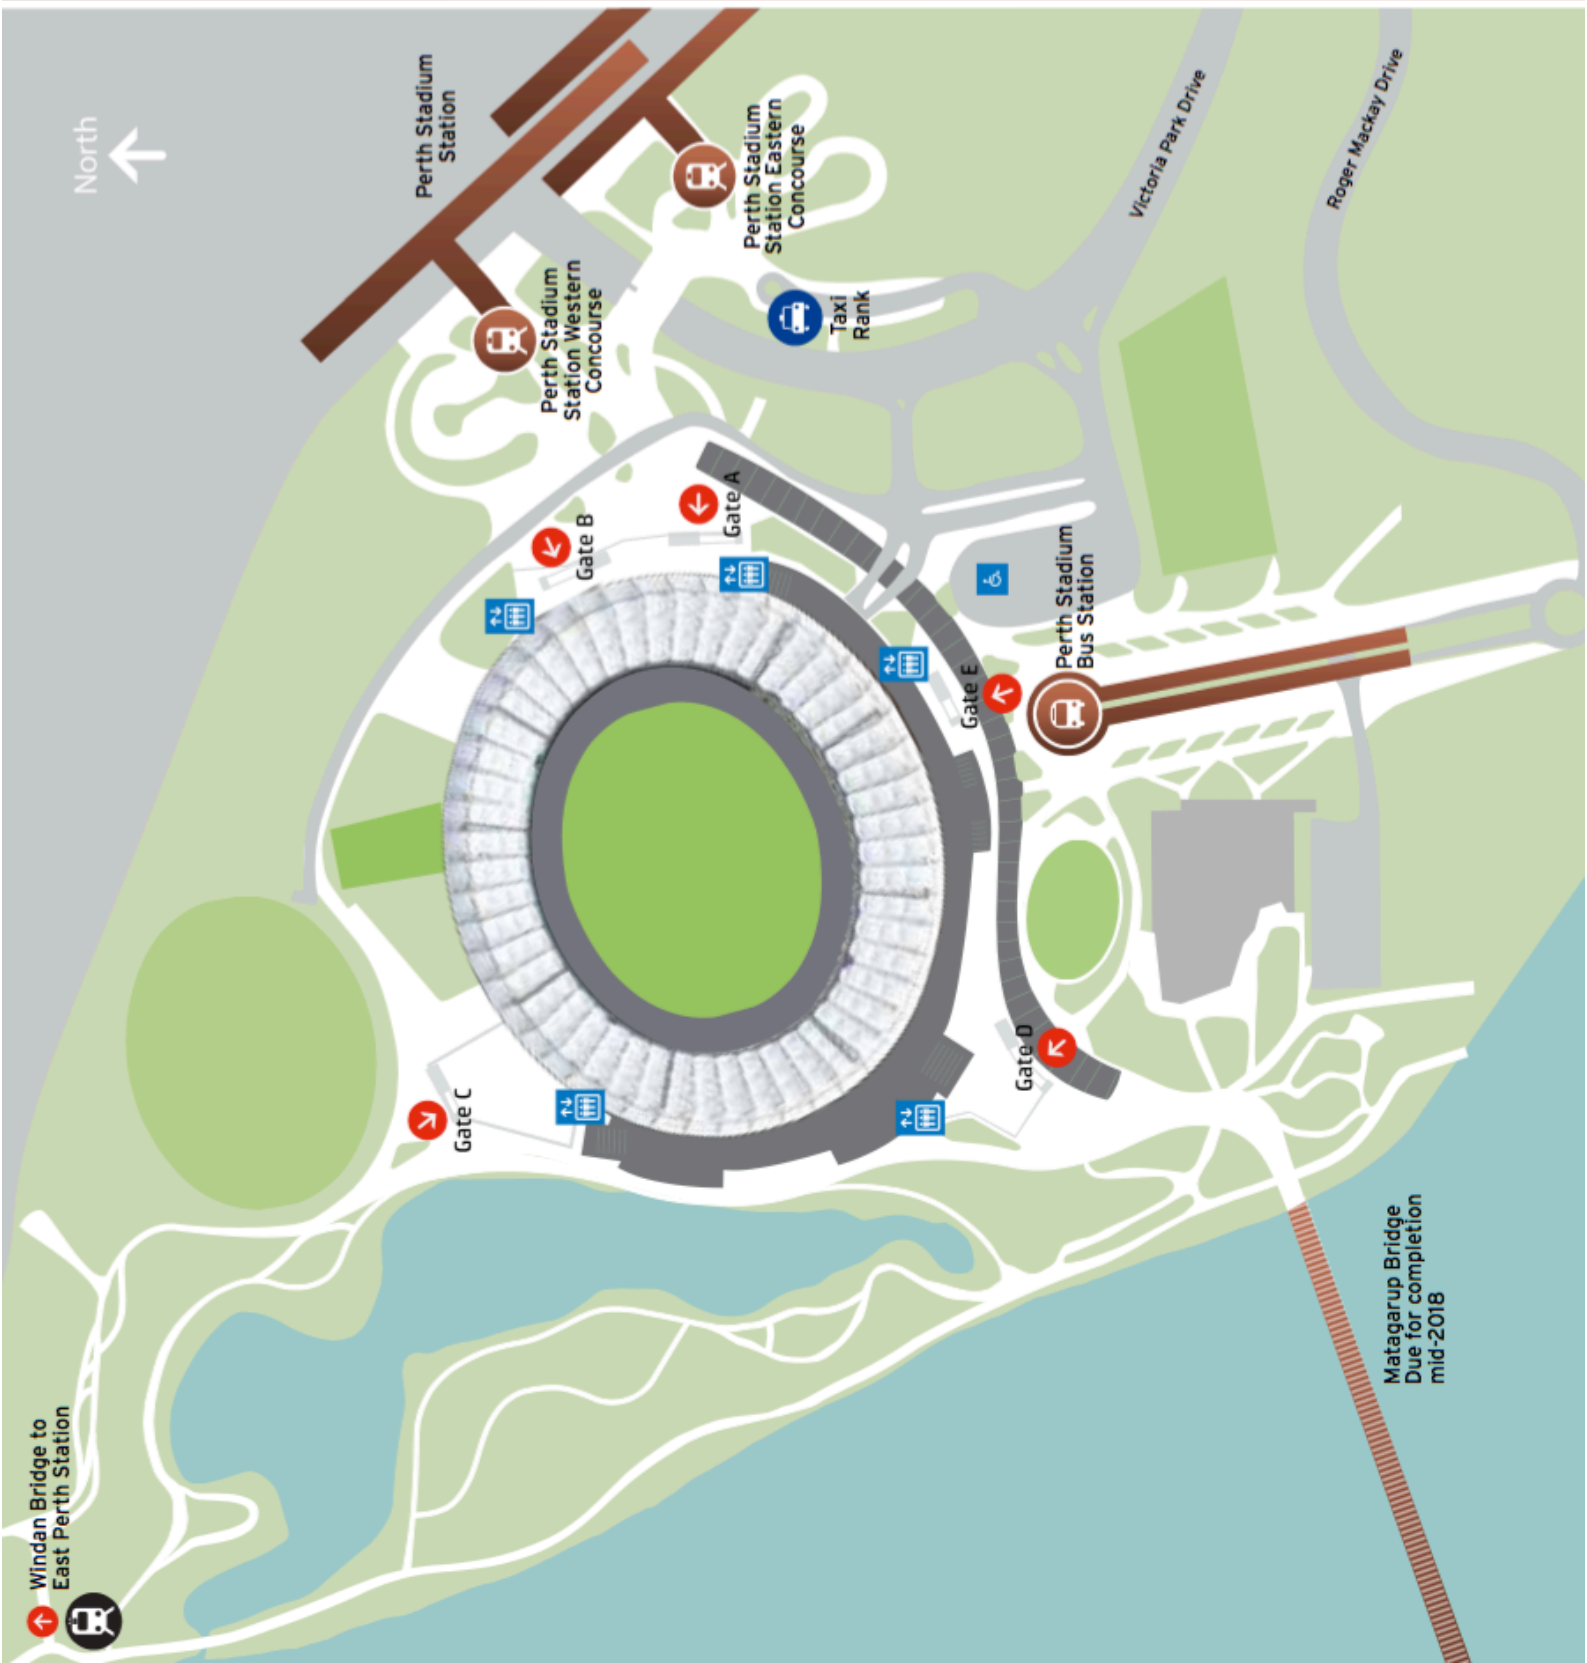 Windan Bridge to
East Perth Station
North
Perth Stadium
Station
Gate C
Perth Stadium
Station Western
Concourse
Gate B
Gate A
Perth Stadium
Station Eastern
Concourse
Taxi
Rank
Gate E
Gate D
Perth Stadium
Bus Station
Victoria Park Drive
Roger Mackay Drive
Matagarup Bridge
Due for completion
mid-2018